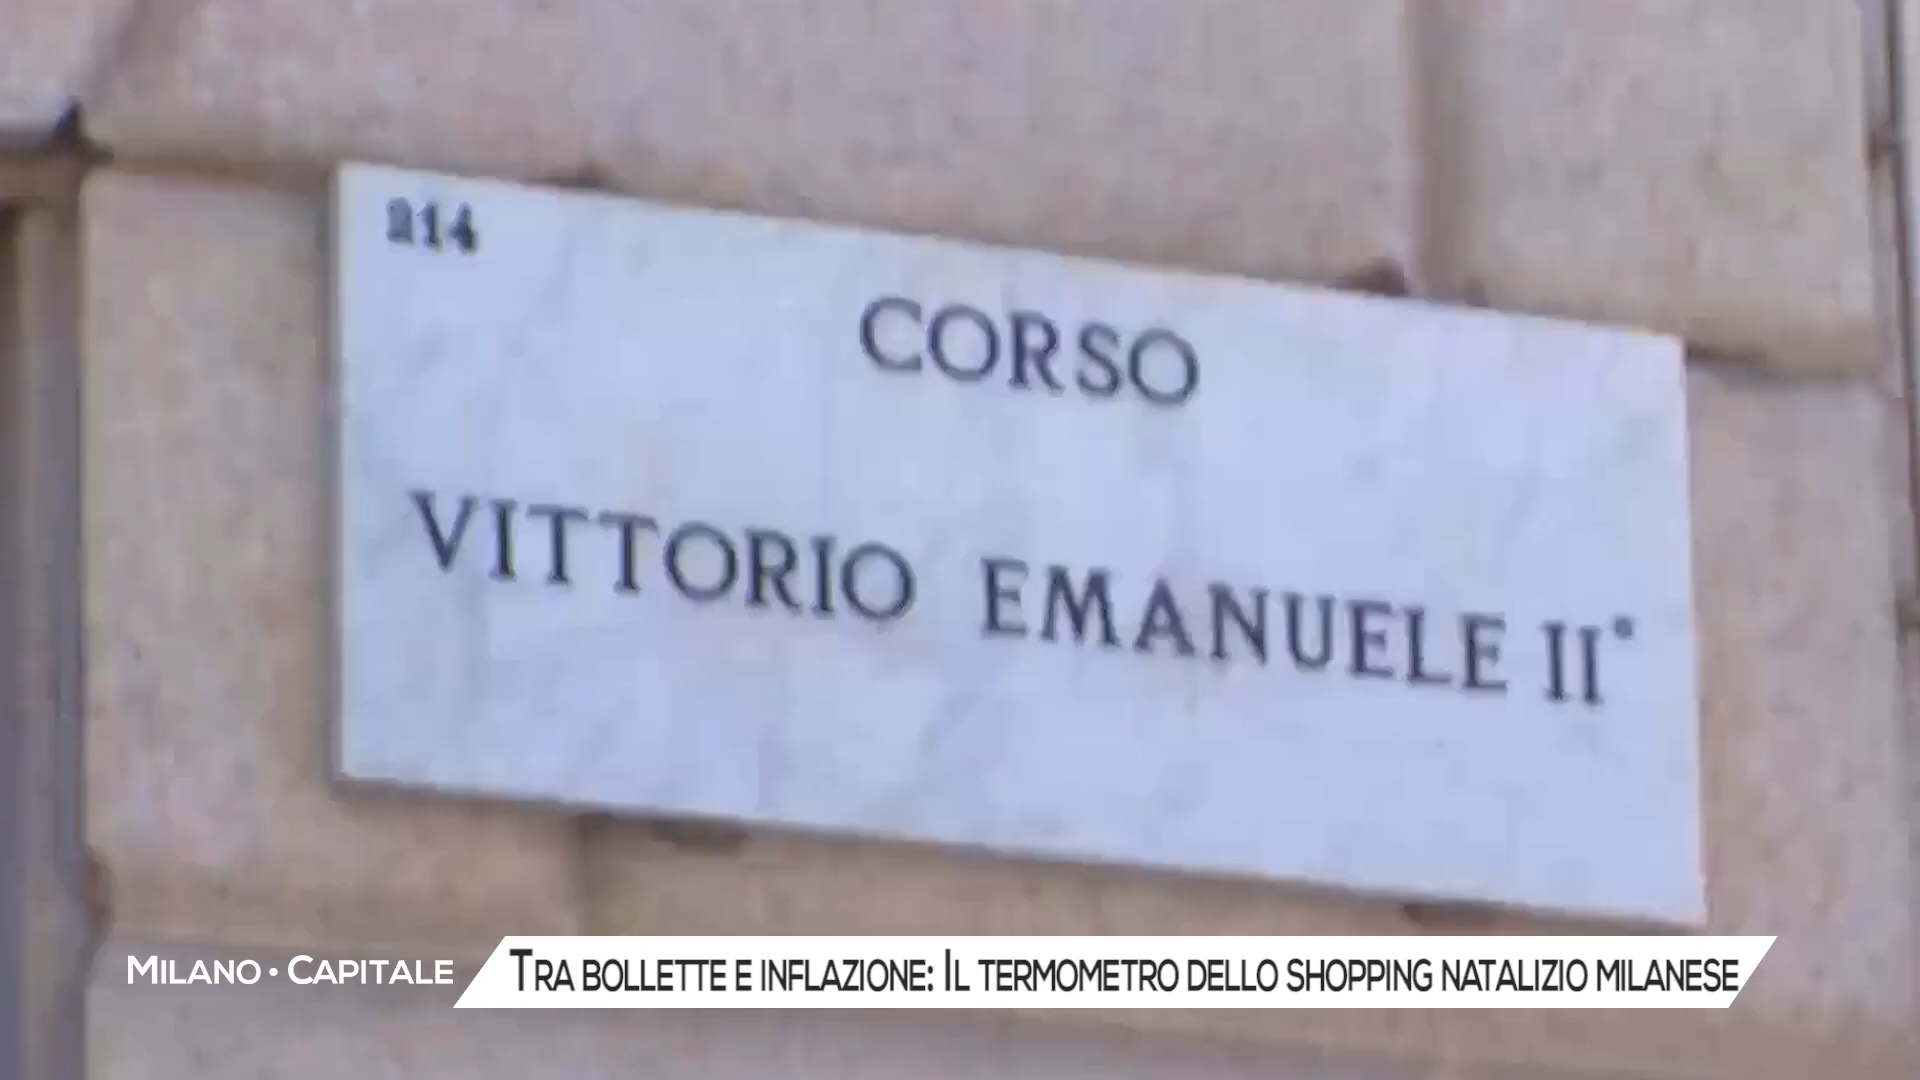 214
CORSO
VITTORIO EMANUELE II°
MILANO • CAPITALE
TRA BOLLETTE E INFLAZIONE: IL TERMOMETRO DELLO SHOPPING NATALIZIO MILANESE